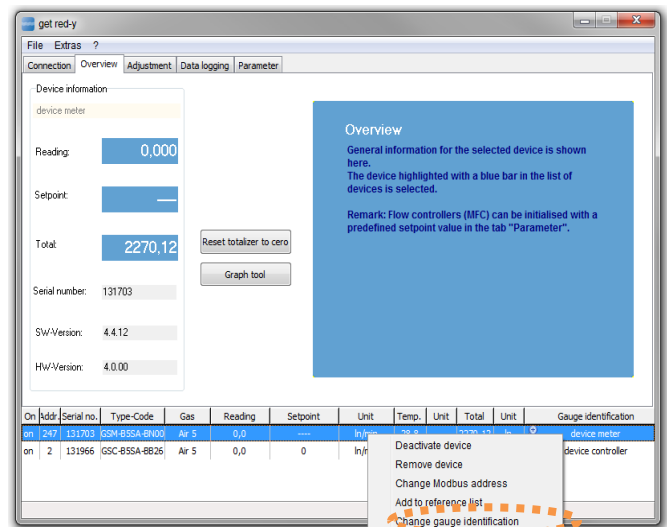 get red-y
File Extras ?
Connection Overview Adjustment Data logging Parameter
Device information
device meter
Reading: 0,000
Setpoint: ---
Total: 2270,12
Serial number: 131703
SW-Version: 4.4.12
HW-Version: 4.0.00
Reset totalizer to cero
Graph tool
Overview
General information for the selected device is shown
here.
The device highlighted with a blue bar in the list of
devices is selected.
Remark: Flow controllers (MFC) can be initialised with a
predefined setpoint value in the tab "Parameter".
On Addr. Serial no. Type-Code Gas Reading Setpoint Unit Temp. Unit Total Unit Gauge identification
on 247 131703 GSM-B5SA-BN00 Air 5 0,0 ---- ln/min 28,8 2270,12 ln device meter
on 2 131966 GSC-B5SA-BB26 Air 5 0,0 0 device controller
Deactivate device
Remove device
Change Modbus address
Add to reference list
Change gauge identification